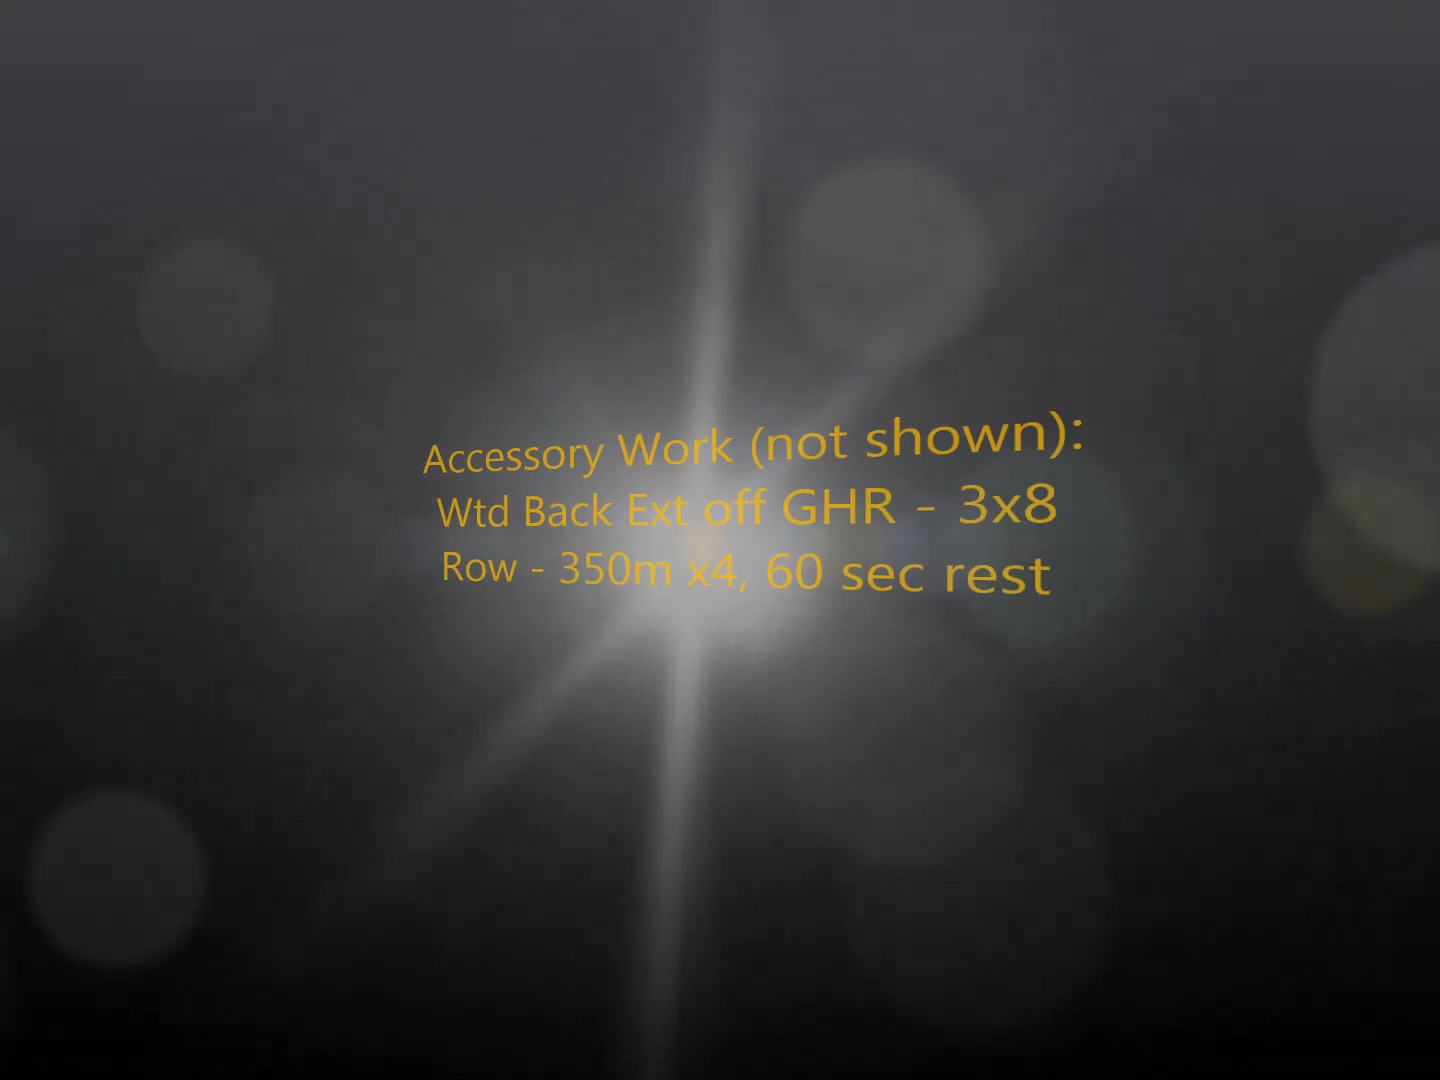 Accessory Work (not shown):
Wtd Back Ext off GHR - 3x8
Row - 350m x4, 60 sec rest